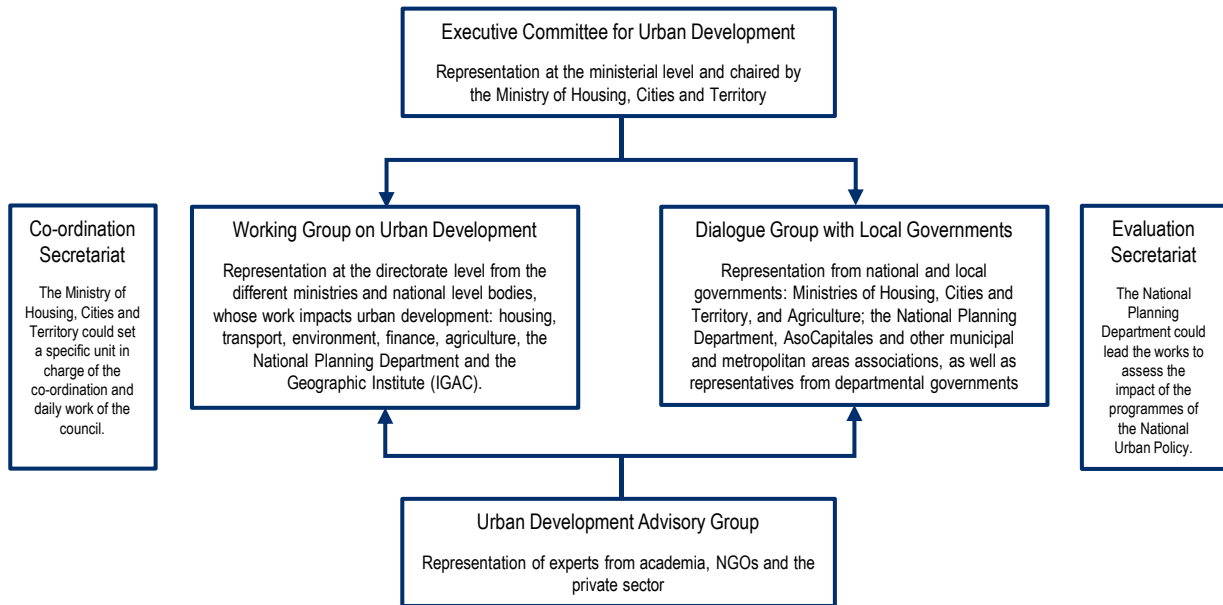 Executive Committee for Urban Development
Representation at the ministerial level and chaired by
the Ministry of Housing, Cities and Territory
Co-ordination
Secretariat
The Ministry of
Housing, Cities and
Territory could set
a specific unit in
charge of the
co-ordination and
daily work of the
council.
Working Group on Urban Development
Representation at the directorate level from the
different ministries and national level bodies,
whose work impacts urban development: housing,
transport, environment, finance, agriculture, the
National Planning Department and the
Geographic Institute (IGAC).
Dialogue Group with Local Governments
Representation from national and local
governments: Ministries of Housing, Cities and
Territory, and Agriculture; the National Planning
Department, AsoCapitales and other municipal
and metropolitan areas associations, as well as
representatives from departmental governments
Evaluation
Secretariat
The National
Planning
Department could
lead the works to
assess the
impact of the
programmes of
the National
Urban Policy.
Urban Development Advisory Group
Representation of experts from academia, NGOs and the
private sector